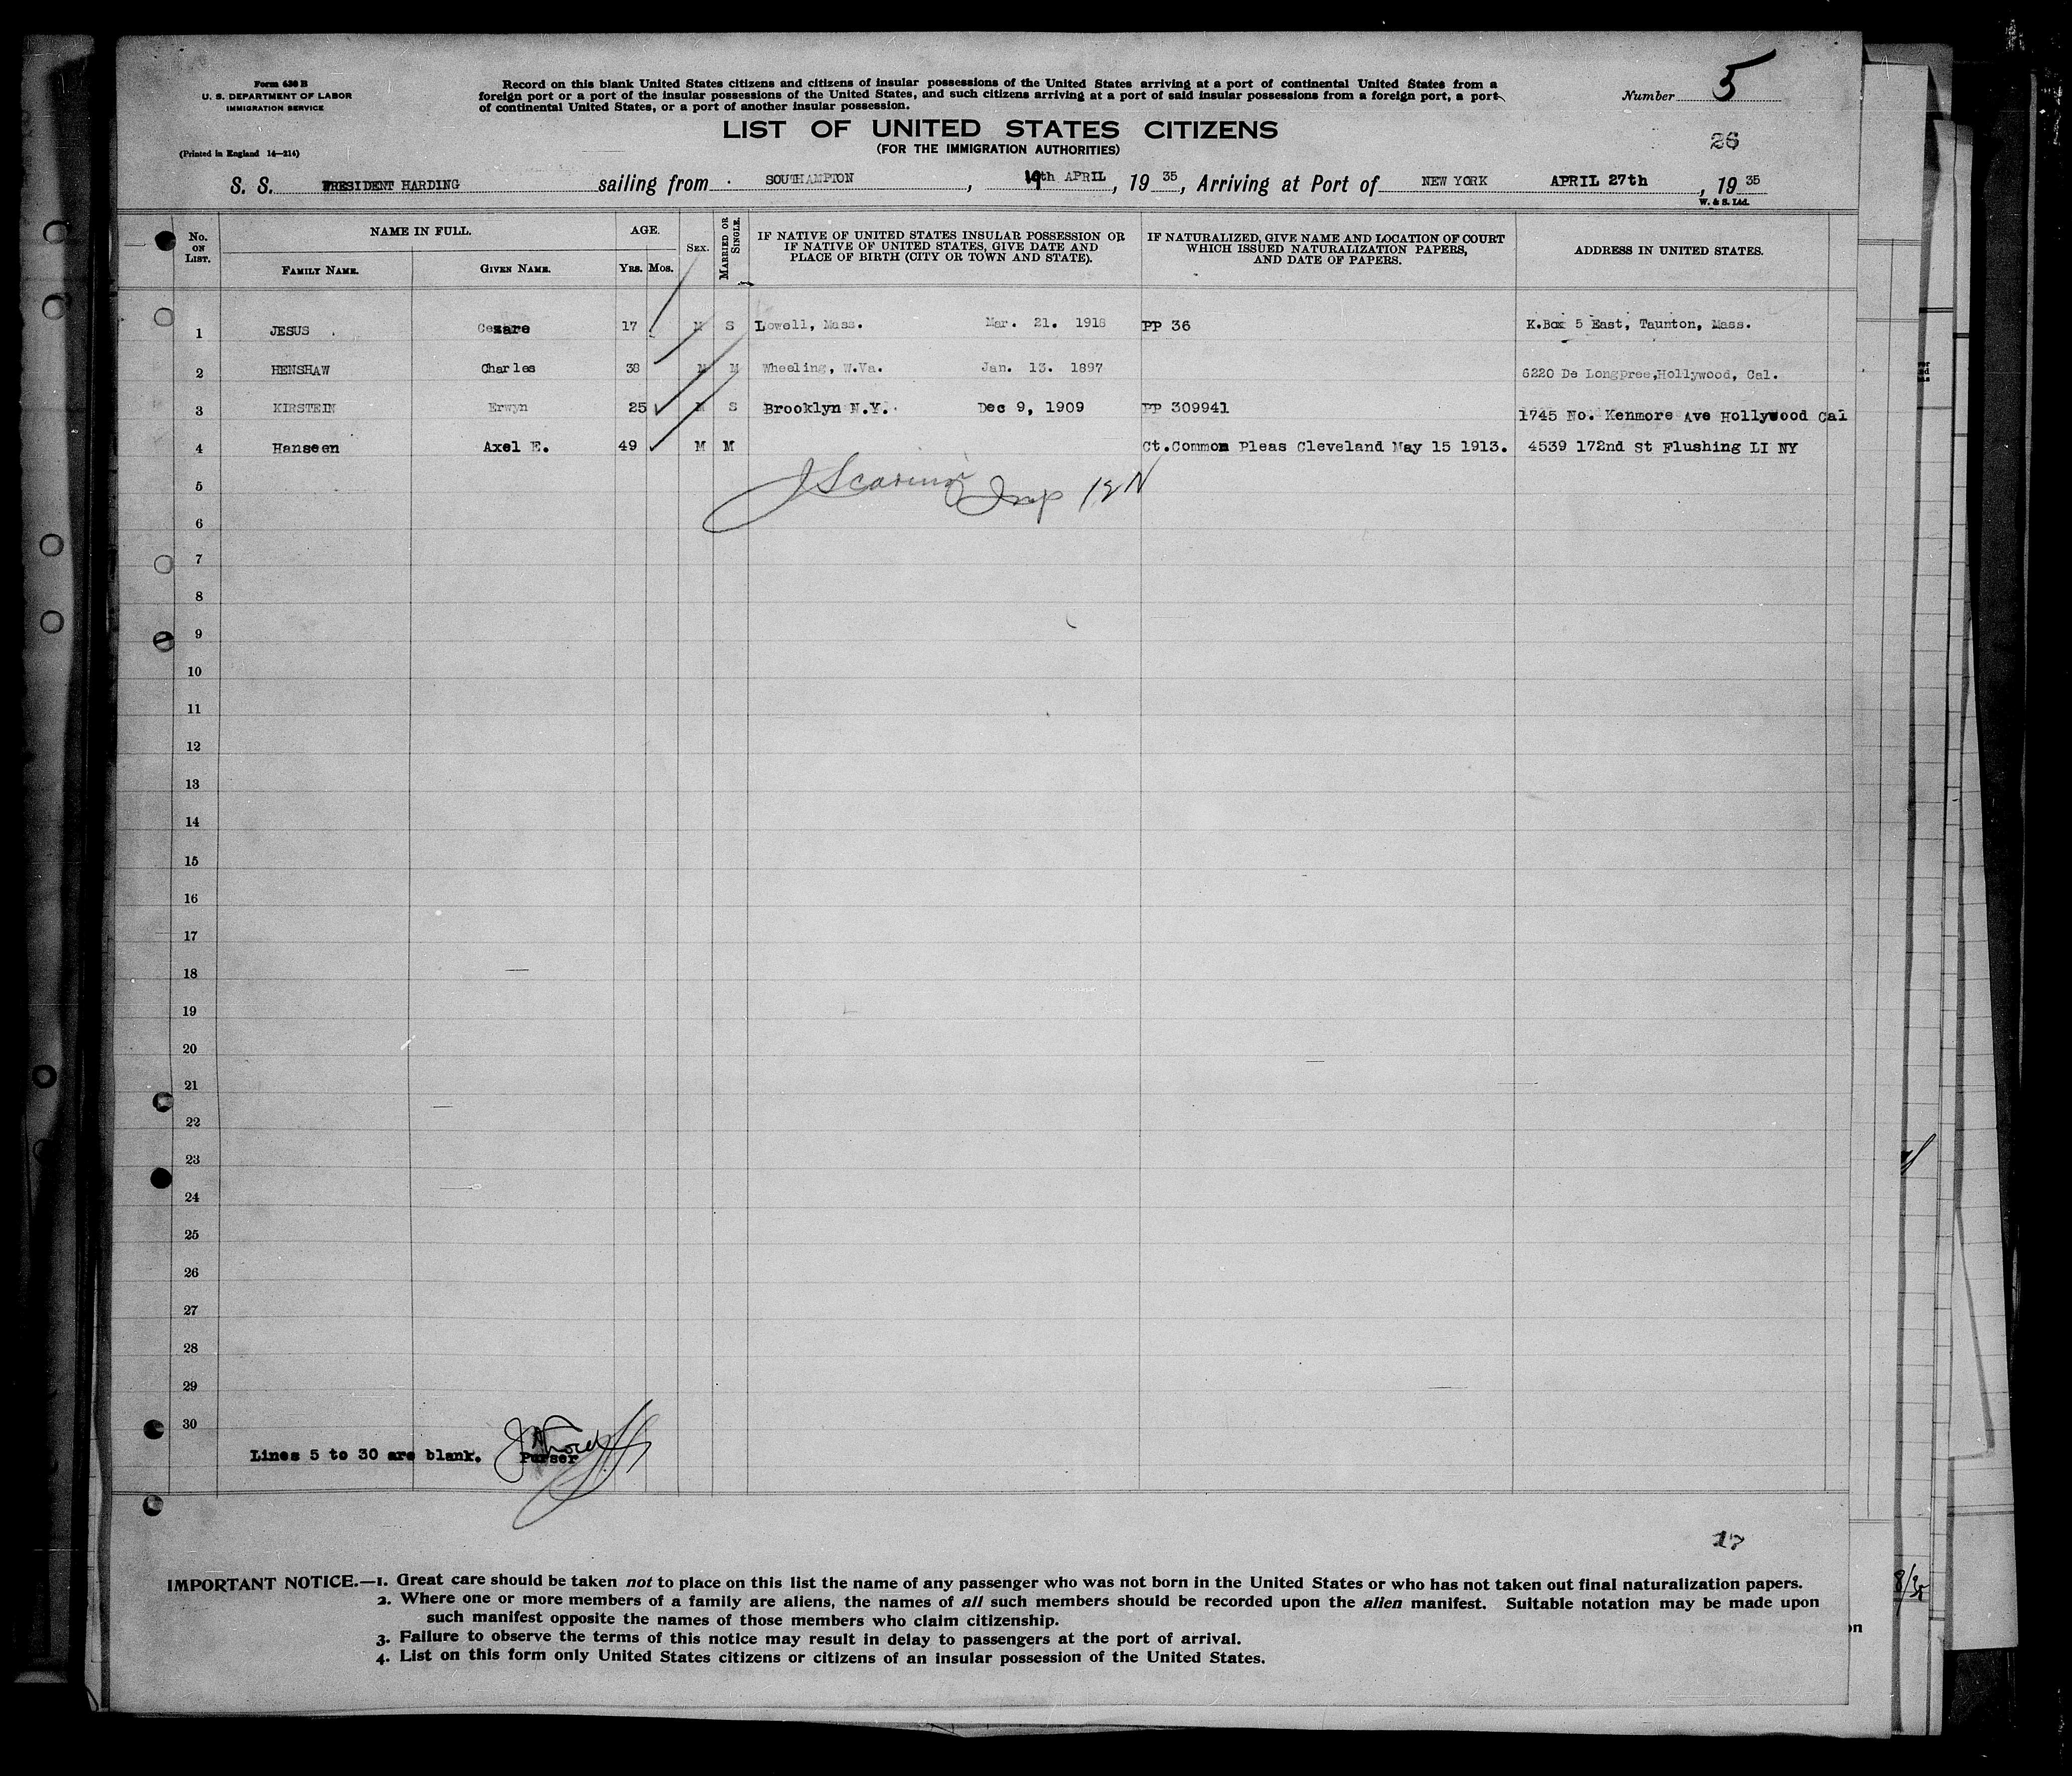 Form 630 B
U. S. DEPARTMENT OF LABOR
IMMIGRATION SERVICE
(Printed in England 14—214)
Record on this blank United States citizens and citizens of insular possessions of the United States arriving at a port of continental United States from a
foreign port or a port of the insular possessions of the United States, and such citizens arriving at a port of said insular possessions from a foreign port, a port
of continental United States, or a port of another insular possession.
Number 5
LIST OF UNITED STATES CITIZENS
(FOR THE IMMIGRATION AUTHORITIES)
26
S. S. PRESIDENT HARDING sailing from SOUTHAMPTON, 19th APRIL, 19 35, Arriving at Port of NEW YORK APRIL 27th, 19 35
W. & S. Ltd.
No. ON LIST. NAME IN FULL. AGE. SEX. MARRIED OR SINGLE. IF NATIVE OF UNITED STATES INSULAR POSSESSION OR IF NATIVE OF UNITED STATES, GIVE DATE AND PLACE OF BIRTH (CITY OR TOWN AND STATE). IF NATURALIZED, GIVE NAME AND LOCATION OF COURT WHICH ISSUED NATURALIZATION PAPERS, AND DATE OF PAPERS. ADDRESS IN UNITED STATES.
FAMILY NAME. GIVEN NAME. YRS. MOS.
1 JESUS Cezare 17 M S Lowell, Mass. Mar. 21. 1918 PP 36 K.Box 5 East, Taunton, Mass.
2 HENSHAW Charles 38 M M Wheeling, W.Va. Jan. 13. 1897 6220 De Longpree,Hollywood, Cal.
3 KIRSTEIN Erwyn 25 M S Brooklyn N.Y. Dec 9, 1909 PP 309941 1745 No. Kenmore Ave Hollywood Cal
4 Hanseen Axel E. 49 M M Ct.Common Pleas Cleveland May 15 1913. 4539 172nd St Flushing LI NY
5
Insp 12N
6
7
8
9
10
11
12
13
14
15
16
17
18
19
20
21
22
23
24
25
26
27
28
29
30
Lines 5 to 30 are blank. Purser
17
IMPORTANT NOTICE.—1. Great care should be taken not to place on this list the name of any passenger who was not born in the United States or who has not taken out final naturalization papers.
2. Where one or more members of a family are aliens, the names of all such members should be recorded upon the alien manifest. Suitable notation may be made upon
such manifest opposite the names of those members who claim citizenship.
3. Failure to observe the terms of this notice may result in delay to passengers at the port of arrival.
4. List on this form only United States citizens or citizens of an insular possession of the United States.